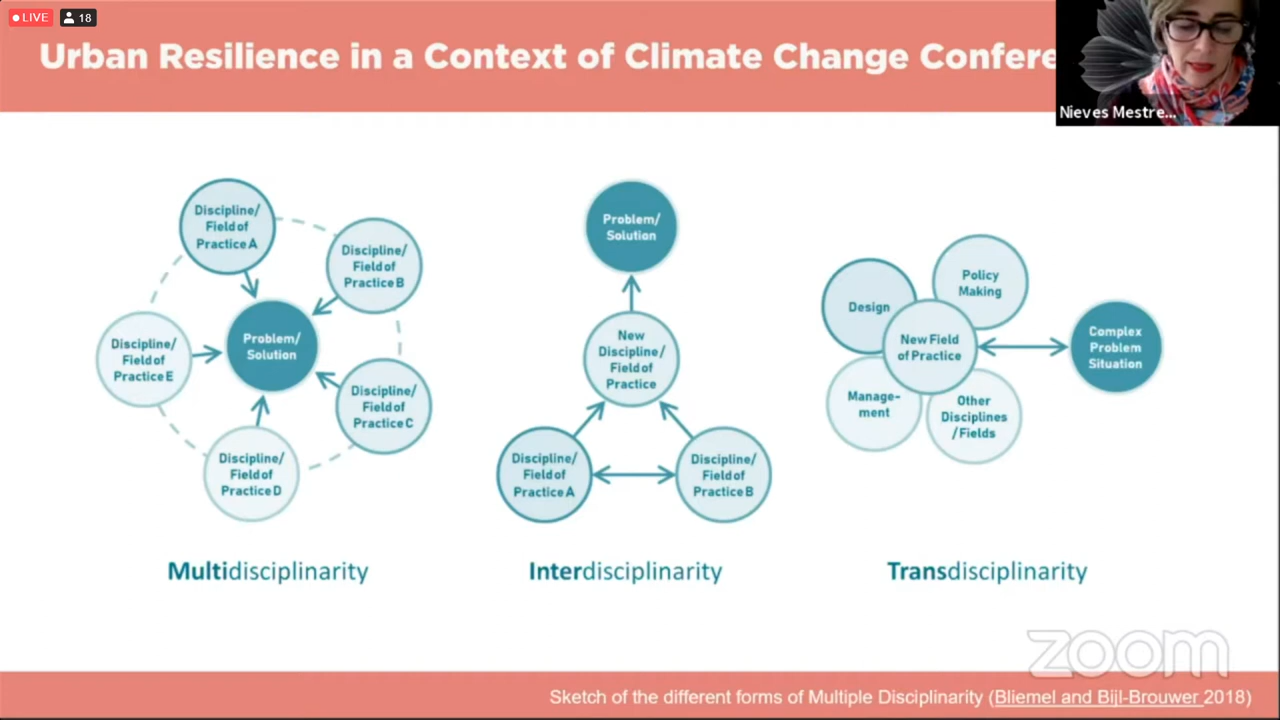 LIVE
18
Urban Resilience in a Context of Climate Change Confere
Nieves Mestre...
Discipline/
Field of
Practice A
Discipline/
Field of
Practice B
Problem/
Solution
Discipline/
Field of
Practice E
Discipline/
Field of
Practice C
Discipline/
Field of
Practice D
Multidisciplinarity
Problem/
Solution
New
Discipline/
Field of
Practice
Discipline/
Field of
Practice A
Discipline/
Field of
Practice B
Interdisciplinarity
Policy
Making
Design
New Field
of Practice
Complex
Problem
Situation
Manage-
ment
Other
Disciplines
/Fields
Transdisciplinarity
zoom
Sketch of the different forms of Multiple Disciplinarity (Bliemel and Bijl-Brouwer 2018)